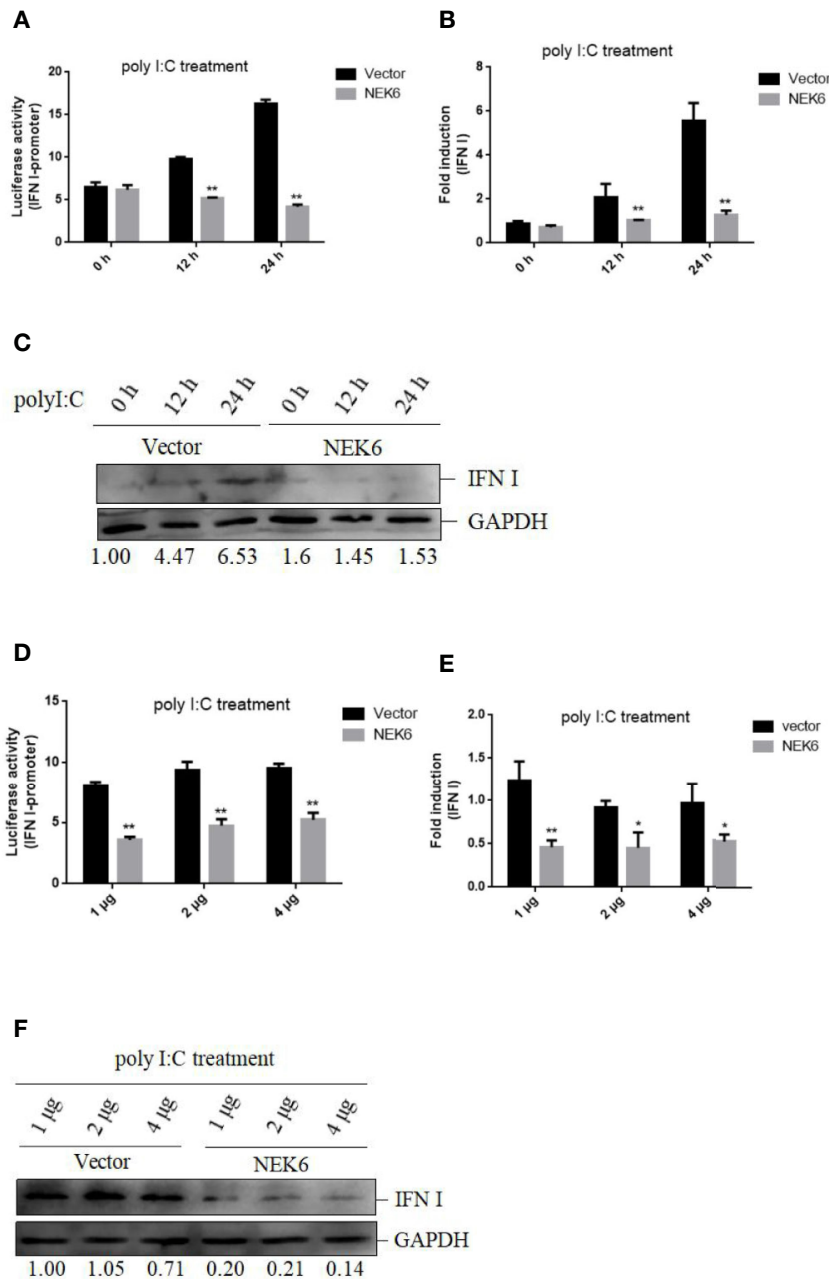 A
poly I:C treatment
Vector
NEK6
Luciferase activity
(IFN I-promoter)
20
15
10
5
0
**
**
0 h
12 h
24 h
B
poly I:C treatment
Vector
NEK6
Fold induction
(IFN I)
8
6
4
2
0
**
**
0 h
12 h
24 h
C
polyI:C
0 h
12 h
24 h
0 h
12 h
24 h
Vector
NEK6
IFN I
GAPDH
1.00 4.47 6.53 1.6 1.45 1.53
D
poly I:C treatment
Vector
NEK6
Luciferase activity
(IFN I-promoter)
15
10
5
0
**
**
**
1 µg
2 µg
4 µg
E
poly I:C treatment
vector
NEK6
Fold induction
(IFN I)
2.0
1.5
1.0
0.5
0.0
**
*
*
1 µg
2 µg
4 µg
F
poly I:C treatment
1 µg
2 µg
4 µg
1 µg
2 µg
4 µg
Vector
NEK6
IFN I
GAPDH
1.00 1.05 0.71 0.20 0.21 0.14